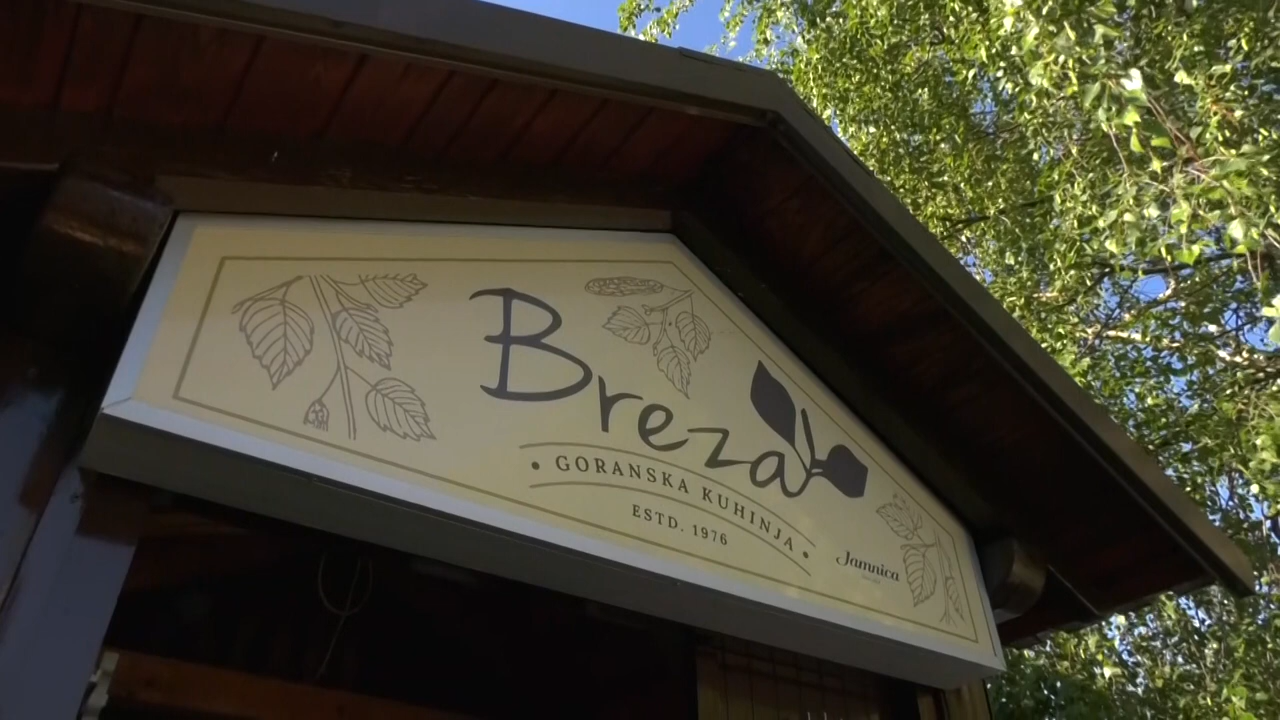 Breza
• GORANSKA KUHINJA •
ESTD. 1976
Jamnica